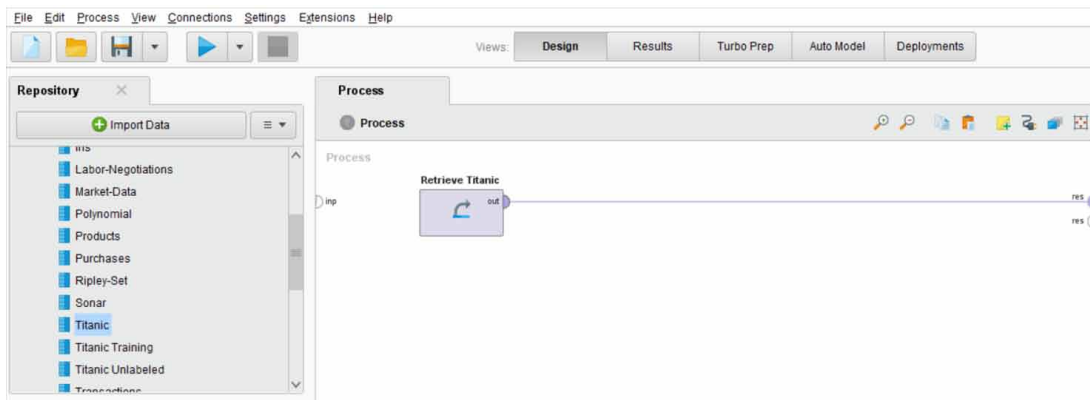 File Edit Process View Connections Settings Extensions Help
Views: Design Results Turbo Prep Auto Model Deployments
Repository
Import Data
Iris
Labor-Negotiations
Market-Data
Polynomial
Products
Purchases
Ripley-Set
Sonar
Titanic
Titanic Training
Titanic Unlabeled
Transactions
Process
Process
Process
Retrieve Titanic
inp
out
res
res